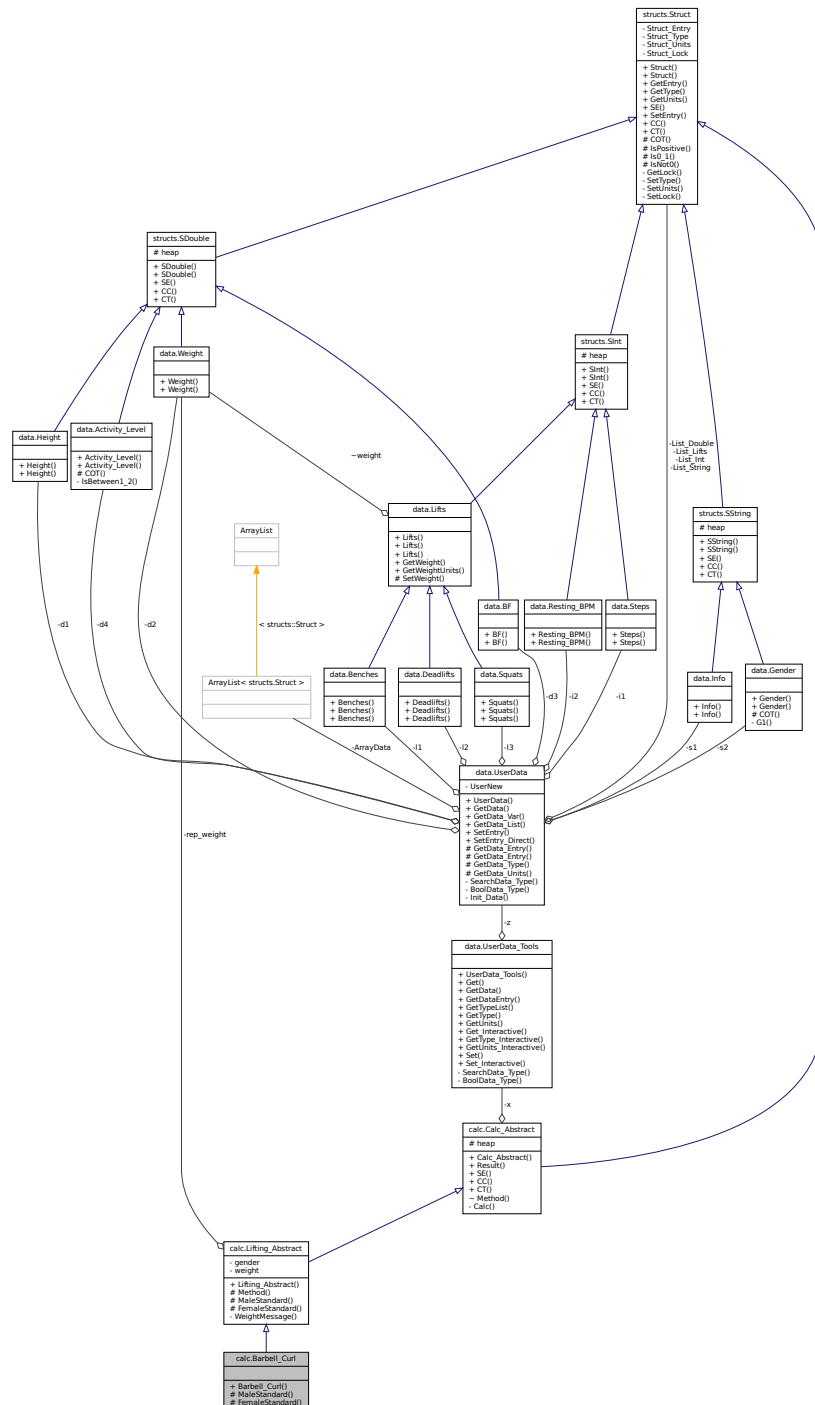 structs.Struct
- Struct_Entry
- Struct_Type
- Struct_Units
- Struct_Lock
+ Struct()
+ Struct()
+ GetEntry()
+ GetType()
+ GetUnits()
+ SE()
+ SetEntry()
+ CC()
+ CT()
# COT()
# IsPositive()
# Is0_1()
# IsNot0()
- GetLock()
- SetType()
- SetUnits()
- SetLock()
structs.SDouble
# heap
+ SDouble()
+ SDouble()
+ SE()
+ CC()
+ CT()
structs.SInt
# heap
+ SInt()
+ SInt()
+ SE()
+ CC()
+ CT()
data.Weight
+ Weight()
+ Weight()
data.Height
+ Height()
+ Height()
data.Activity_Level
+ Activity_Level()
+ Activity_Level()
# COT()
- IsBetween1_2()
~weight
-List_Double
-List_Lifts
-List_Int
-List_String
data.Lifts
+ Lifts()
+ Lifts()
+ Lifts()
+ GetWeight()
+ GetWeightUnits()
# SetWeight()
structs.SString
# heap
+ SString()
+ SString()
+ SE()
+ CC()
+ CT()
ArrayList
< structs::Struct >
-d1
-d4
-d2
data.BF
+ BF()
+ BF()
data.Resting_BPM
+ Resting_BPM()
+ Resting_BPM()
data.Steps
+ Steps()
+ Steps()
ArrayList< structs.Struct >
data.Benches
+ Benches()
+ Benches()
+ Benches()
data.Deadlifts
+ Deadlifts()
+ Deadlifts()
+ Deadlifts()
data.Squats
+ Squats()
+ Squats()
+ Squats()
data.Info
+ Info()
+ Info()
data.Gender
+ Gender()
+ Gender()
# COT()
- G1()
-d3
-i2
-i1
-ArrayData
-l1
-l2
-l3
-s1
-s2
data.UserData
- UserNew
+ UserData()
+ GetData()
+ GetData_Var()
+ GetData_List()
+ SetEntry()
+ SetEntry_Direct()
# GetData_Entry()
# GetData_Entry()
# GetData_Type()
# GetData_Units()
- SearchData_Type()
- BoolData_Type()
- Init_Data()
-rep_weight
-z
data.UserData_Tools
+ UserData_Tools()
+ Get()
+ GetData()
+ GetDataEntry()
+ GetTypeList()
+ GetType()
+ GetUnits()
+ Get_Interactive()
+ GetType_Interactive()
+ GetUnits_Interactive()
+ Set()
+ Set_Interactive()
- SearchData_Type()
- BoolData_Type()
-x
calc.Calc_Abstract
# heap
+ Calc_Abstract()
+ Result()
+ SE()
+ CC()
+ CT()
~ Method()
- Calc()
calc.Lifting_Abstract
- gender
- weight
+ Lifting_Abstract()
# Method()
# MaleStandard()
# FemaleStandard()
- WeightMessage()
calc.Barbell_Curl
+ Barbell_Curl()
# MaleStandard()
# FemaleStandard()